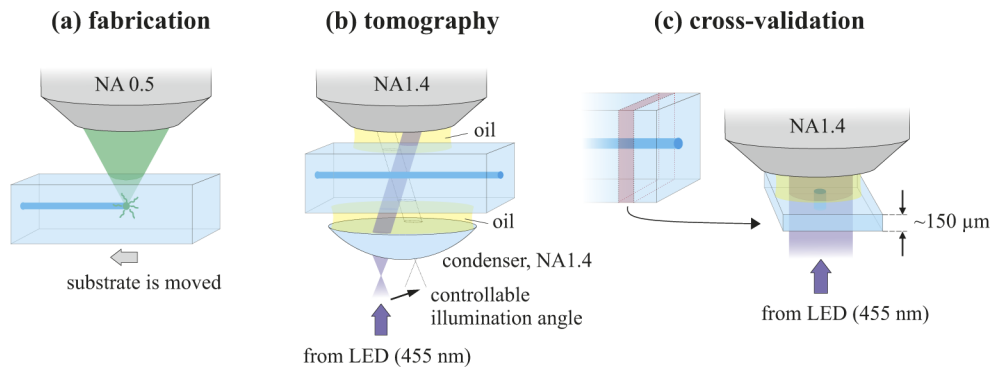 (a) fabrication
NA 0.5
substrate is moved
(b) tomography
NA1.4
oil
oil
condenser, NA1.4
controllable
illumination angle
from LED (455 nm)
(c) cross-validation
NA1.4
~150 μm
from LED (455 nm)